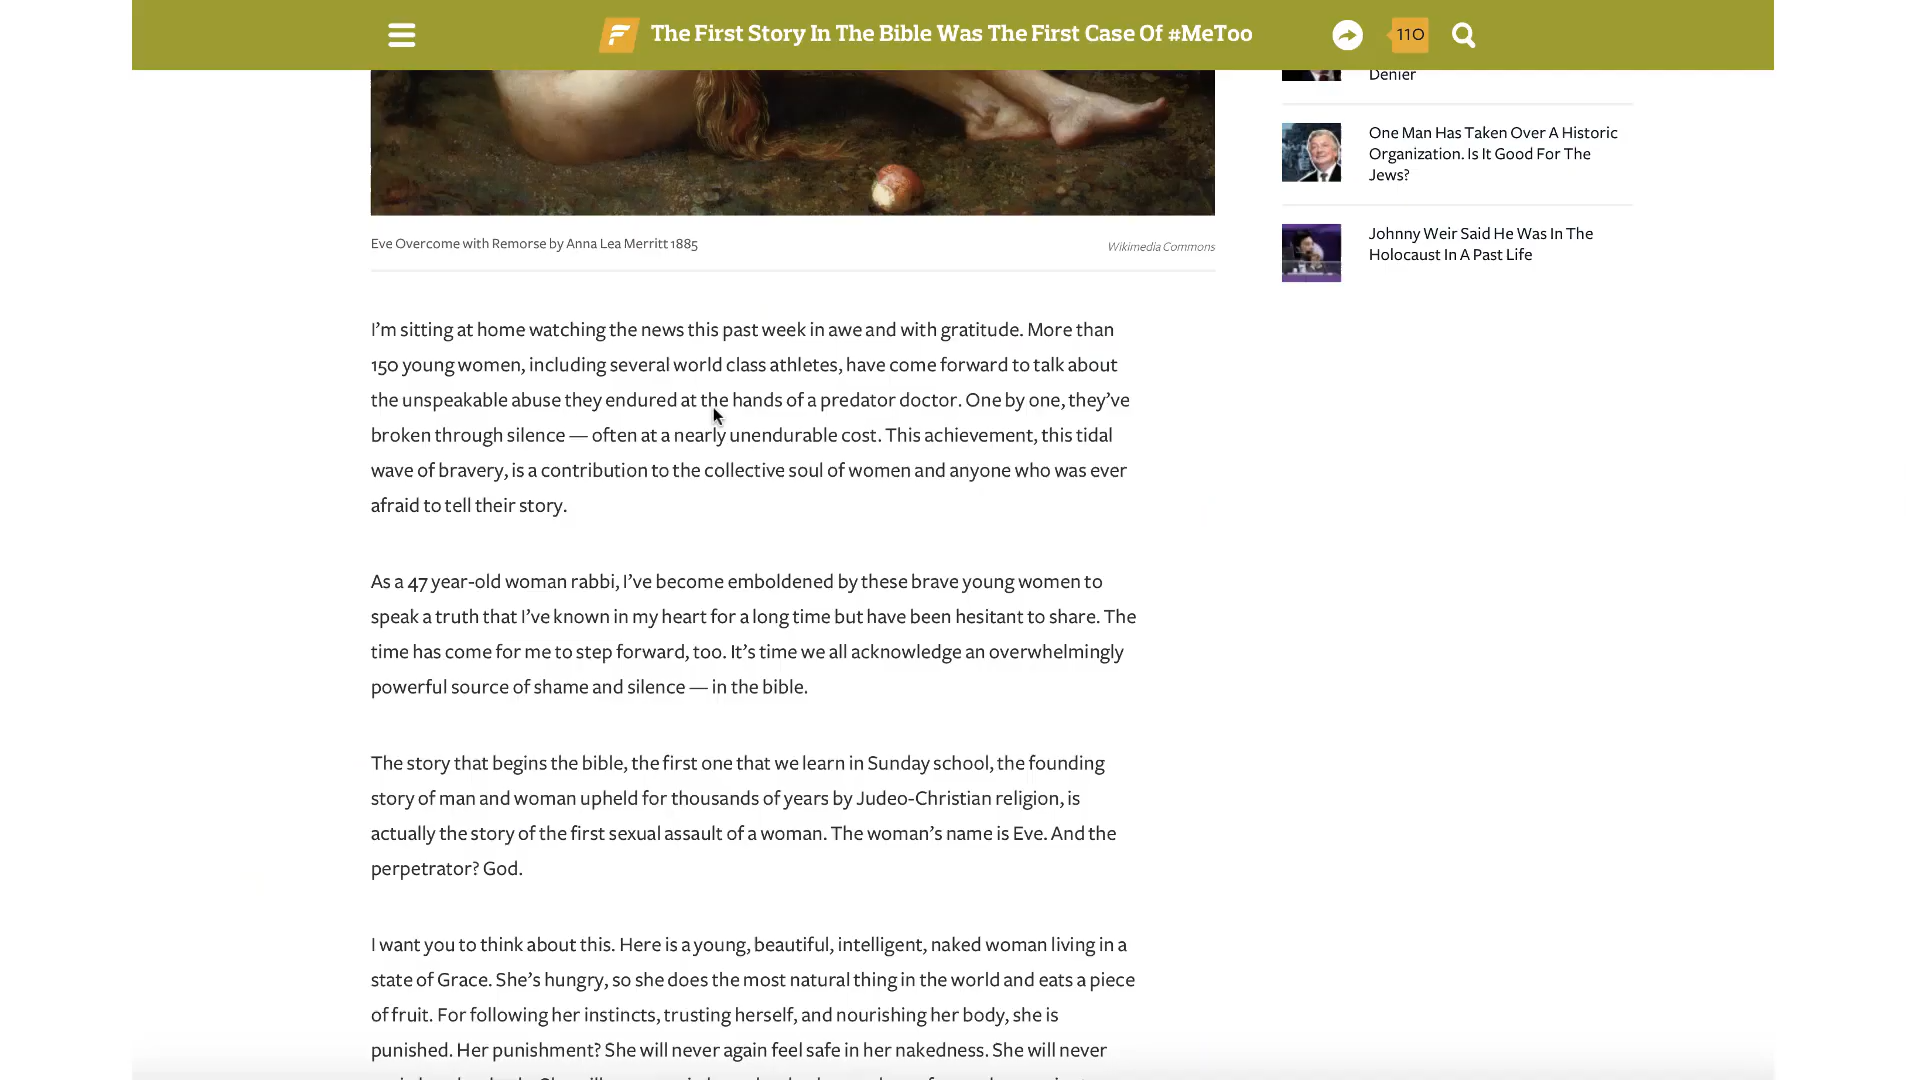 The First Story In The Bible Was The First Case Of #MeToo
110
Denier
One Man Has Taken Over A Historic
Organization. Is It Good For The
Jews?
Johnny Weir Said He Was In The
Holocaust In A Past Life
Eve Overcome with Remorse by Anna Lea Merritt 1885
Wikimedia Commons
I’m sitting at home watching the news this past week in awe and with gratitude. More than
150 young women, including several world class athletes, have come forward to talk about
the unspeakable abuse they endured at the hands of a predator doctor. One by one, they’ve
broken through silence — often at a nearly unendurable cost. This achievement, this tidal
wave of bravery, is a contribution to the collective soul of women and anyone who was ever
afraid to tell their story.
As a 47 year-old woman rabbi, I’ve become emboldened by these brave young women to
speak a truth that I’ve known in my heart for a long time but have been hesitant to share. The
time has come for me to step forward, too. It’s time we all acknowledge an overwhelmingly
powerful source of shame and silence — in the bible.
The story that begins the bible, the first one that we learn in Sunday school, the founding
story of man and woman upheld for thousands of years by Judeo-Christian religion, is
actually the story of the first sexual assault of a woman. The woman’s name is Eve. And the
perpetrator? God.
I want you to think about this. Here is a young, beautiful, intelligent, naked woman living in a
state of Grace. She’s hungry, so she does the most natural thing in the world and eats a piece
of fruit. For following her instincts, trusting herself, and nourishing her body, she is
punished. Her punishment? She will never again feel safe in her nakedness. She will never